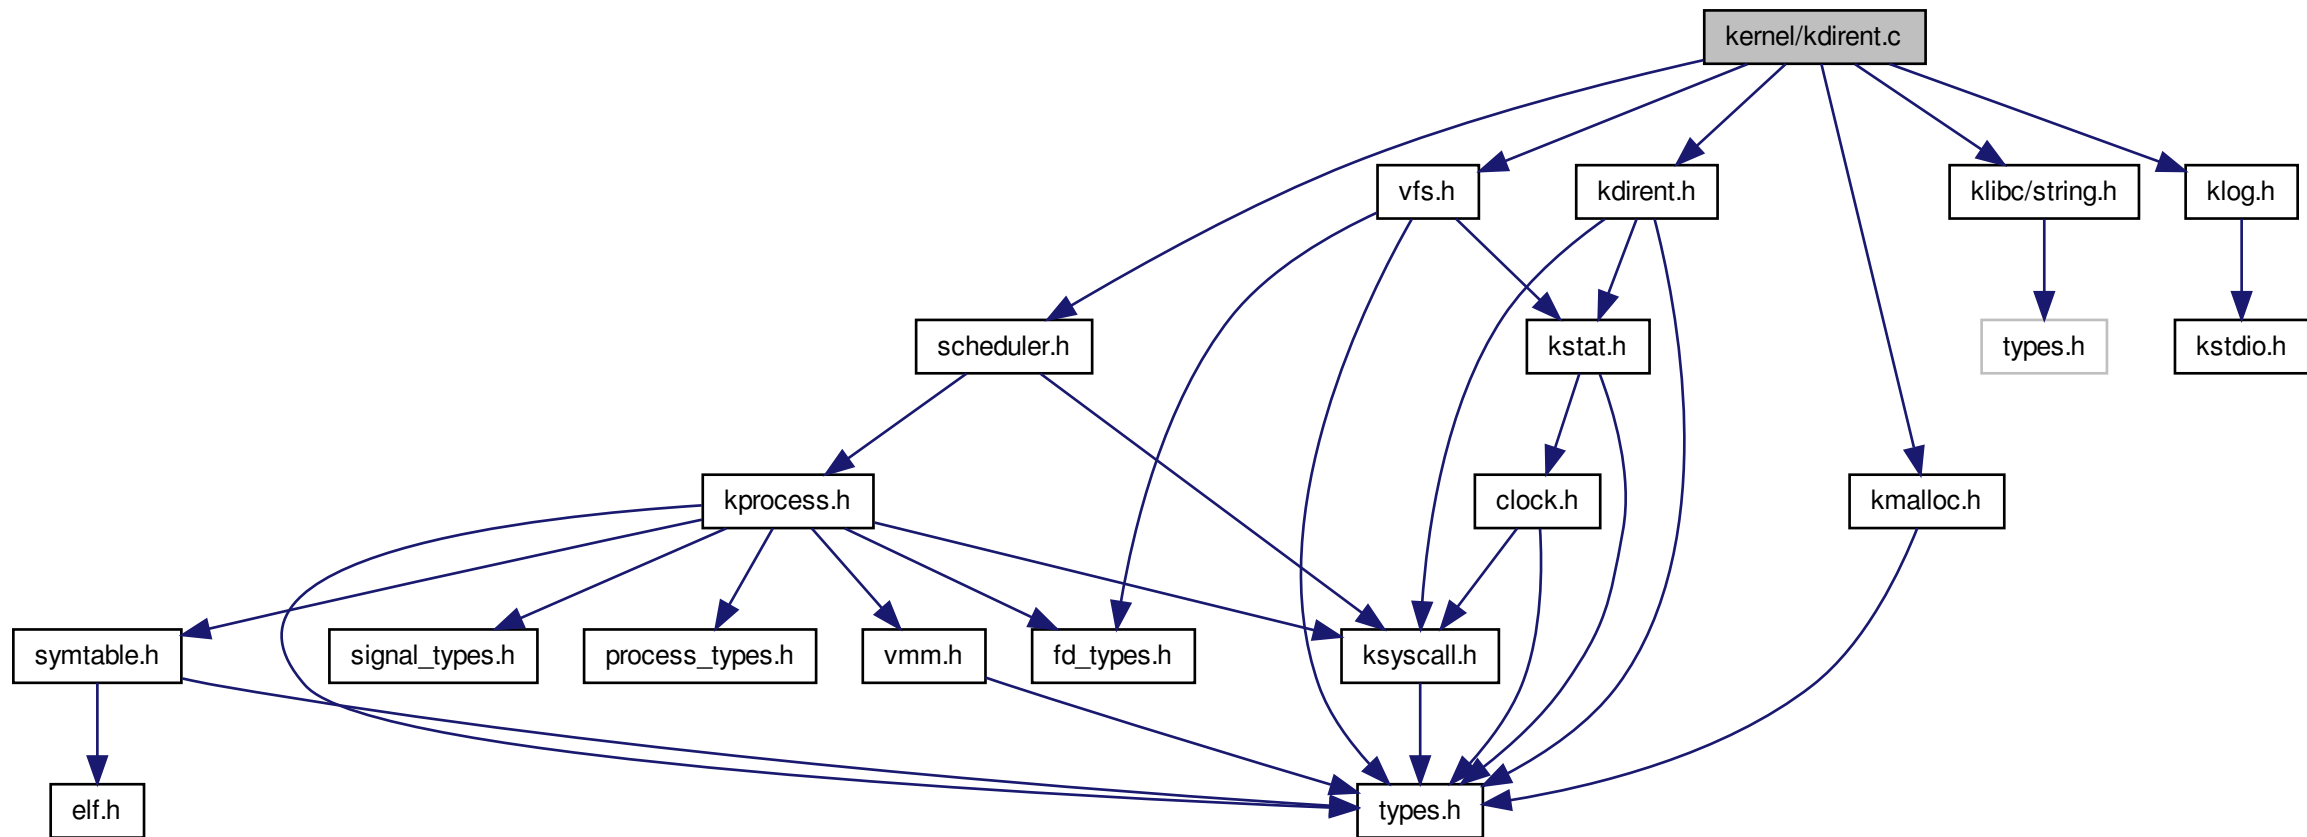 kernel/kdirent.c
vfs.h
kdirent.h
klibc/string.h
klog.h
scheduler.h
kstat.h
types.h
kstdio.h
kprocess.h
clock.h
kmalloc.h
symtable.h
signal_types.h
process_types.h
vmm.h
fd_types.h
ksyscall.h
elf.h
types.h